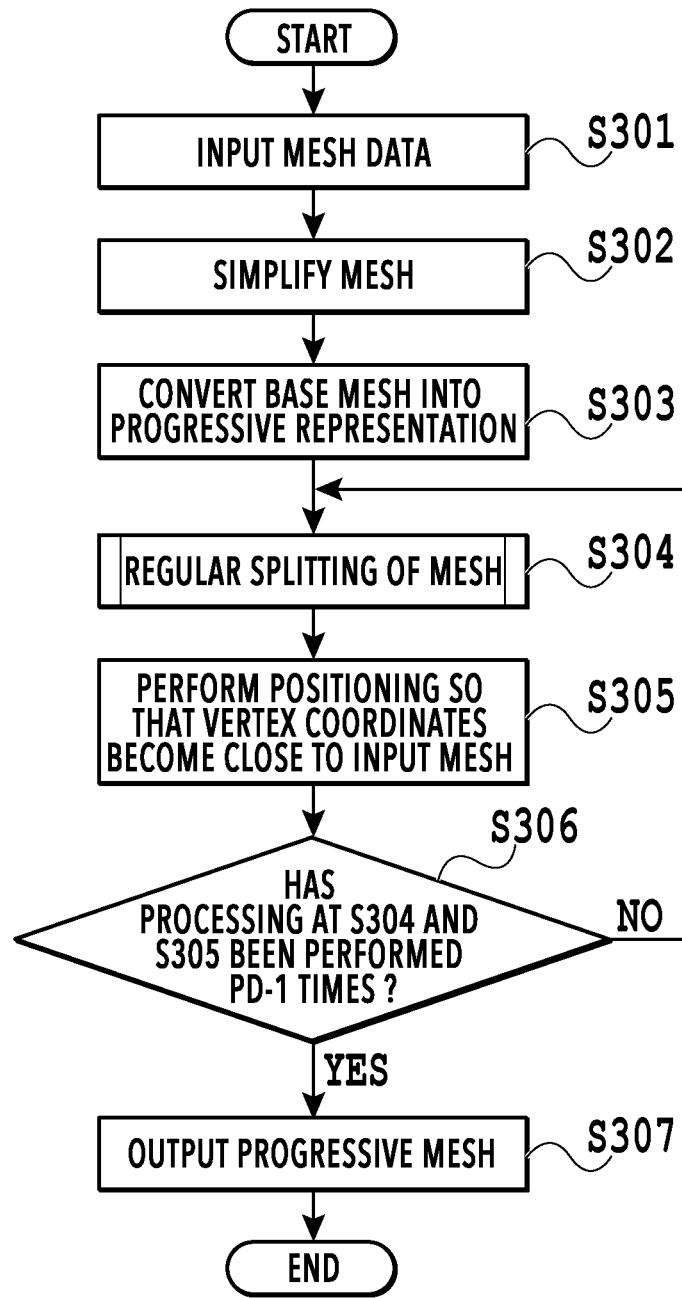 START
INPUT MESH DATA
S301
SIMPLIFY MESH
S302
CONVERT BASE MESH INTO
PROGRESSIVE REPRESENTATION
S303
REGULAR SPLITTING OF MESH
S304
PERFORM POSITIONING SO
THAT VERTEX COORDINATES
BECOME CLOSE TO INPUT MESH
S305
S306
HAS
PROCESSING AT S304 AND
S305 BEEN PERFORMED
PD-1 TIMES ?
NO
YES
OUTPUT PROGRESSIVE MESH
S307
END